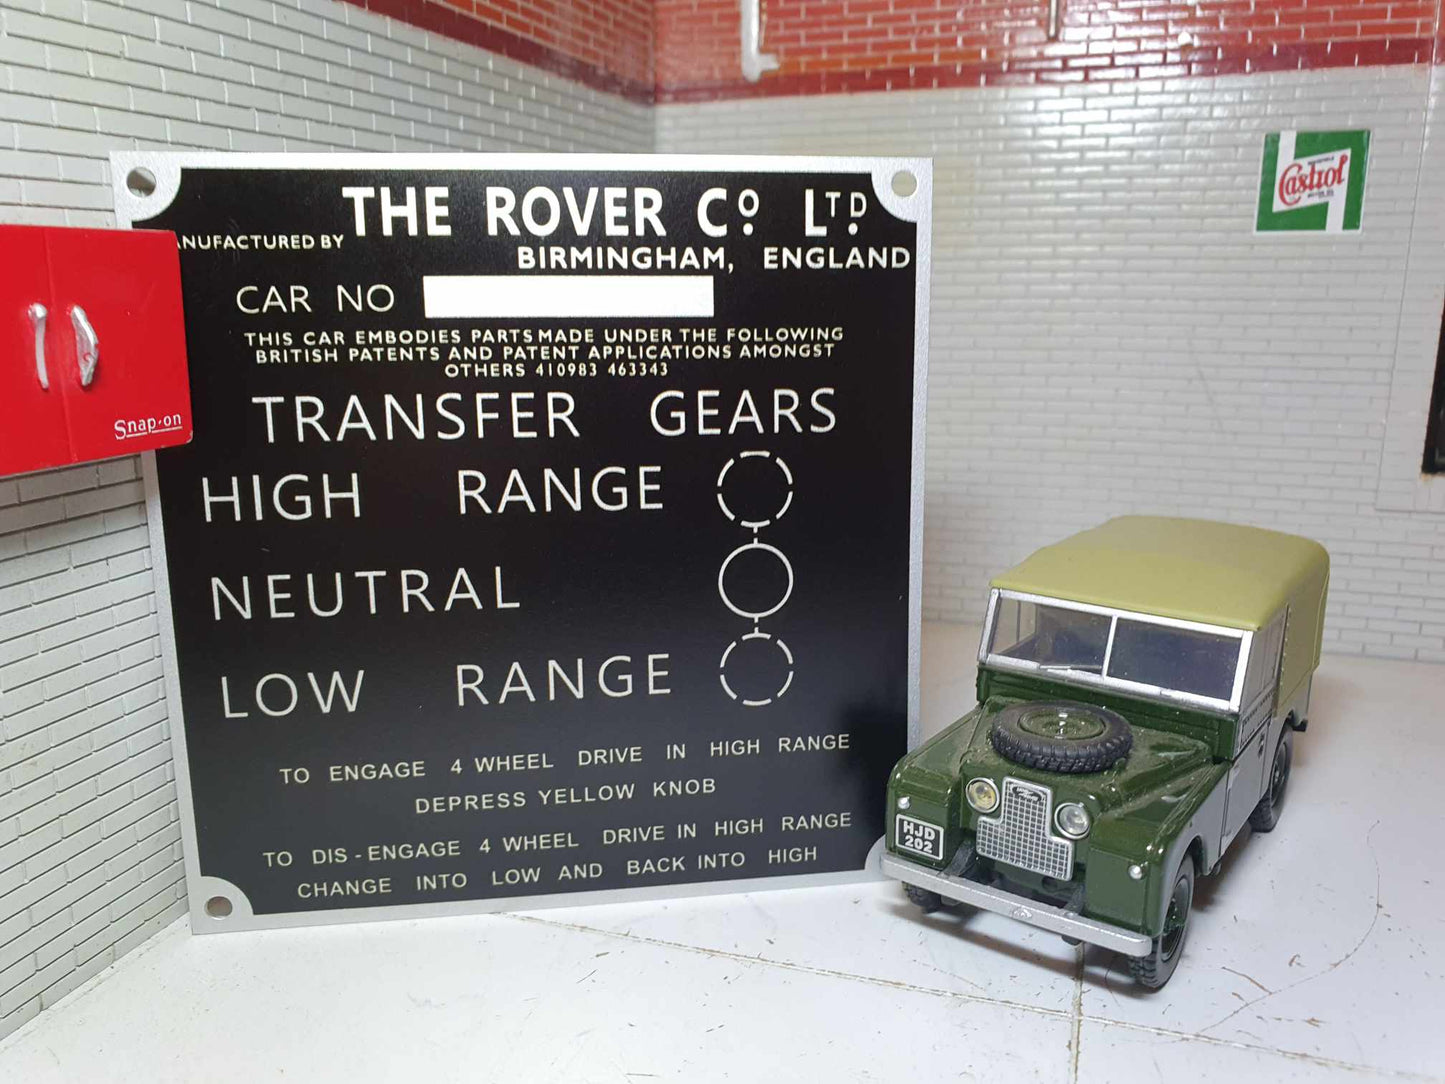 THE ROVER Cº LTD
ANUFACTURED BY
BIRMINGHAM, ENGLAND
CAR NO
THIS CAR EMBODIES PARTS MADE UNDER THE FOLLOWING
BRITISH PATENTS AND PATENT APPLICATIONS AMONGST
OTHERS 410983 463343
TRANSFER GEARS
HIGH RANGE
NEUTRAL
LOW RANGE
TO ENGAGE 4 WHEEL DRIVE IN HIGH RANGE
DEPRESS YELLOW KNOB
TO DIS-ENGAGE 4 WHEEL DRIVE IN HIGH RANGE
CHANGE INTO LOW AND BACK INTO HIGH
Snap-on
Castrol
HJD
202